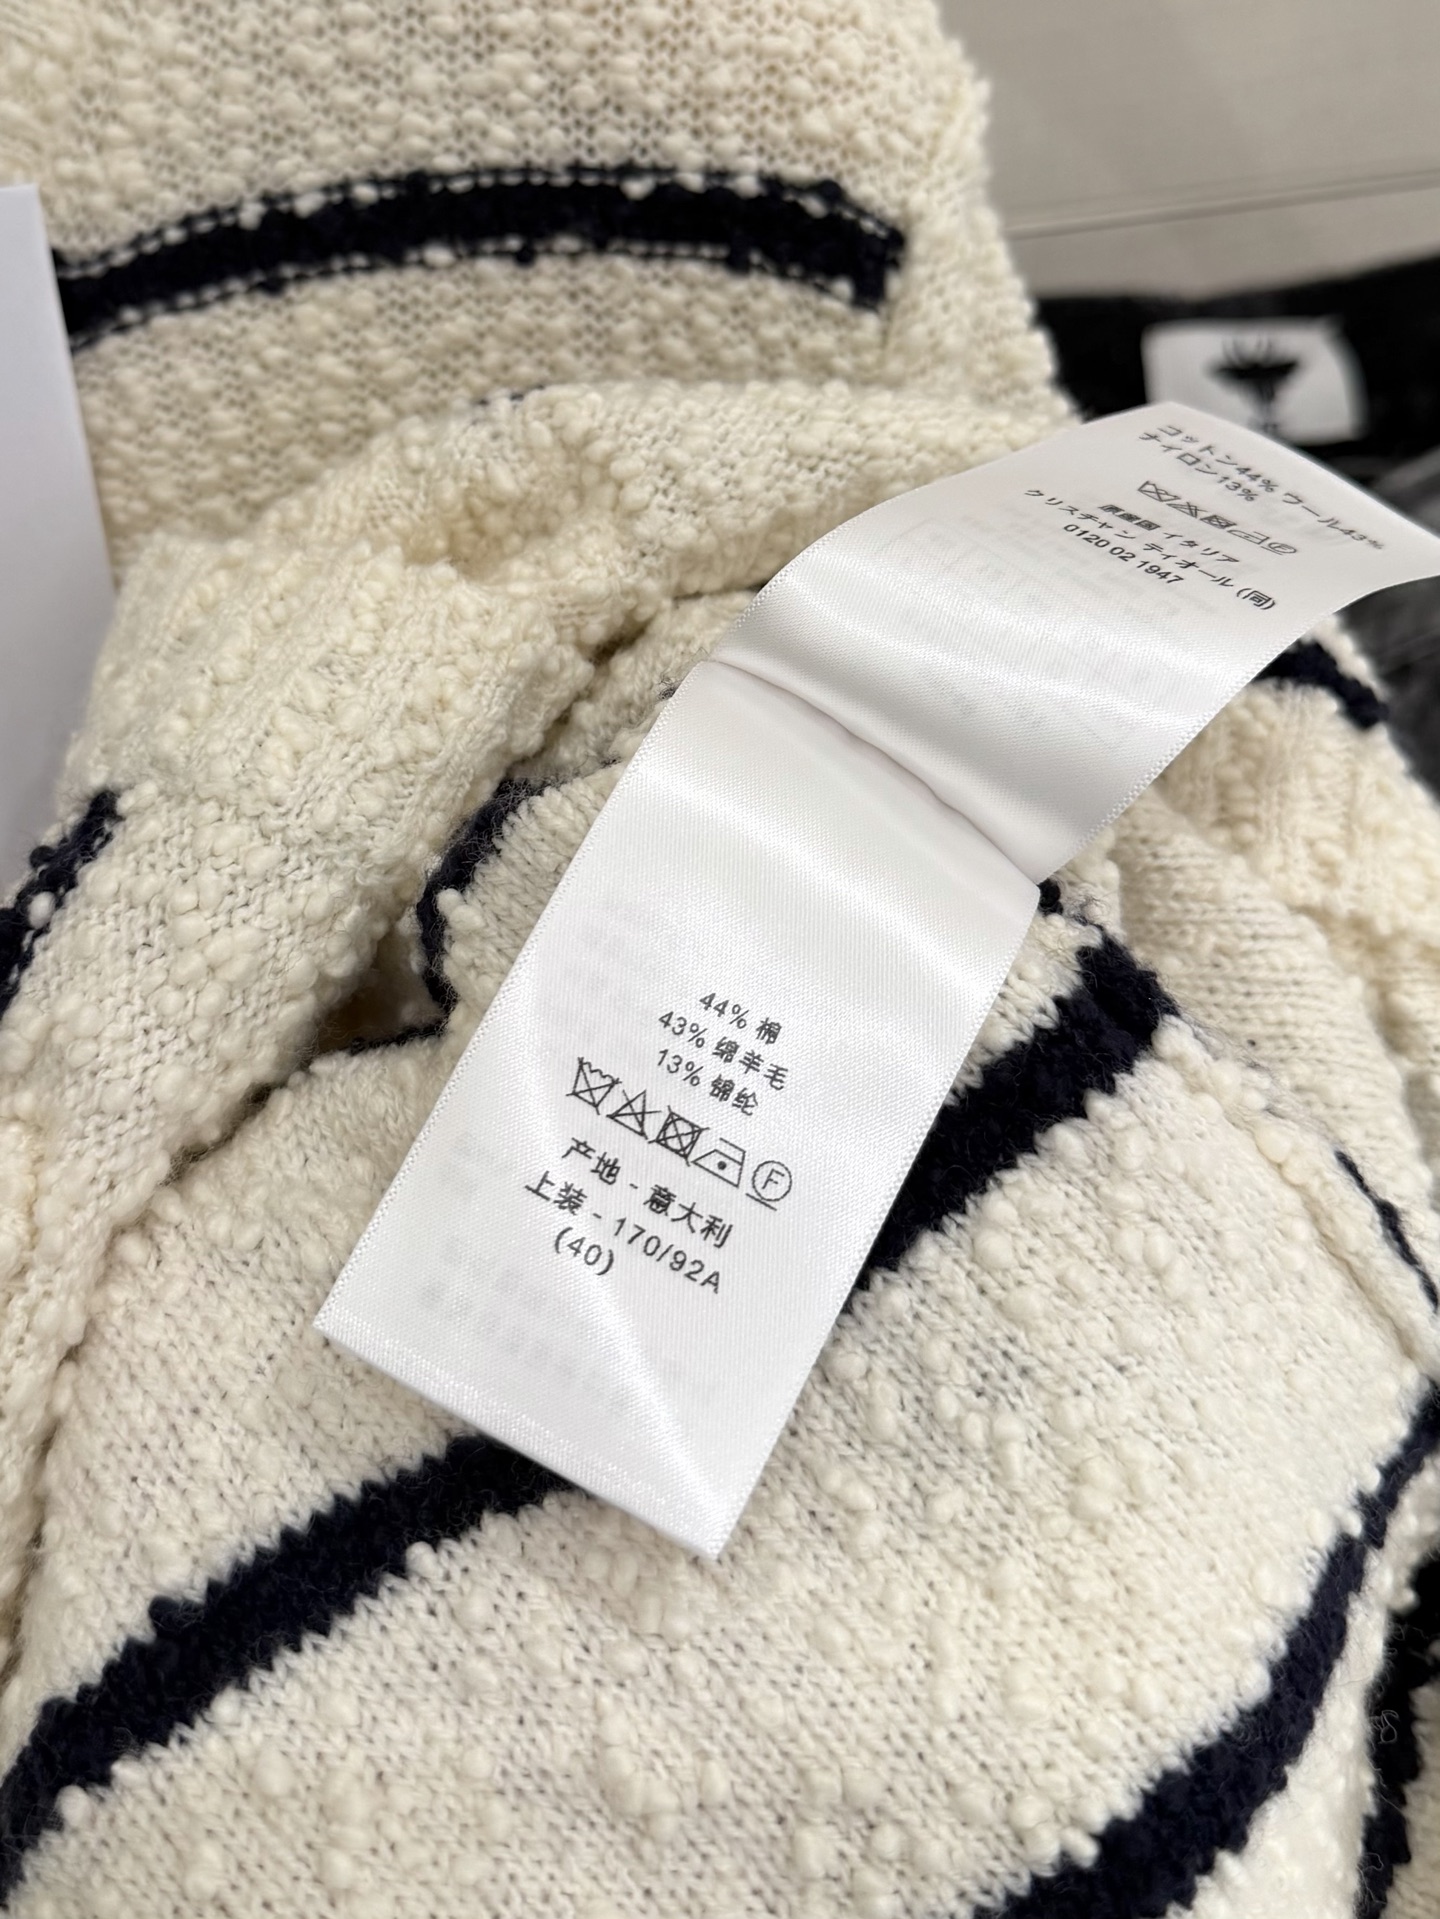 コットン44% ウール43%
ナイロン13%
原産国 イタリア
クリスチャン ディオール (同)
0120 02 1947
44% 棉
43% 绵羊毛
13% 锦纶
F
产地 - 意大利
上装 - 170/92A
(40)